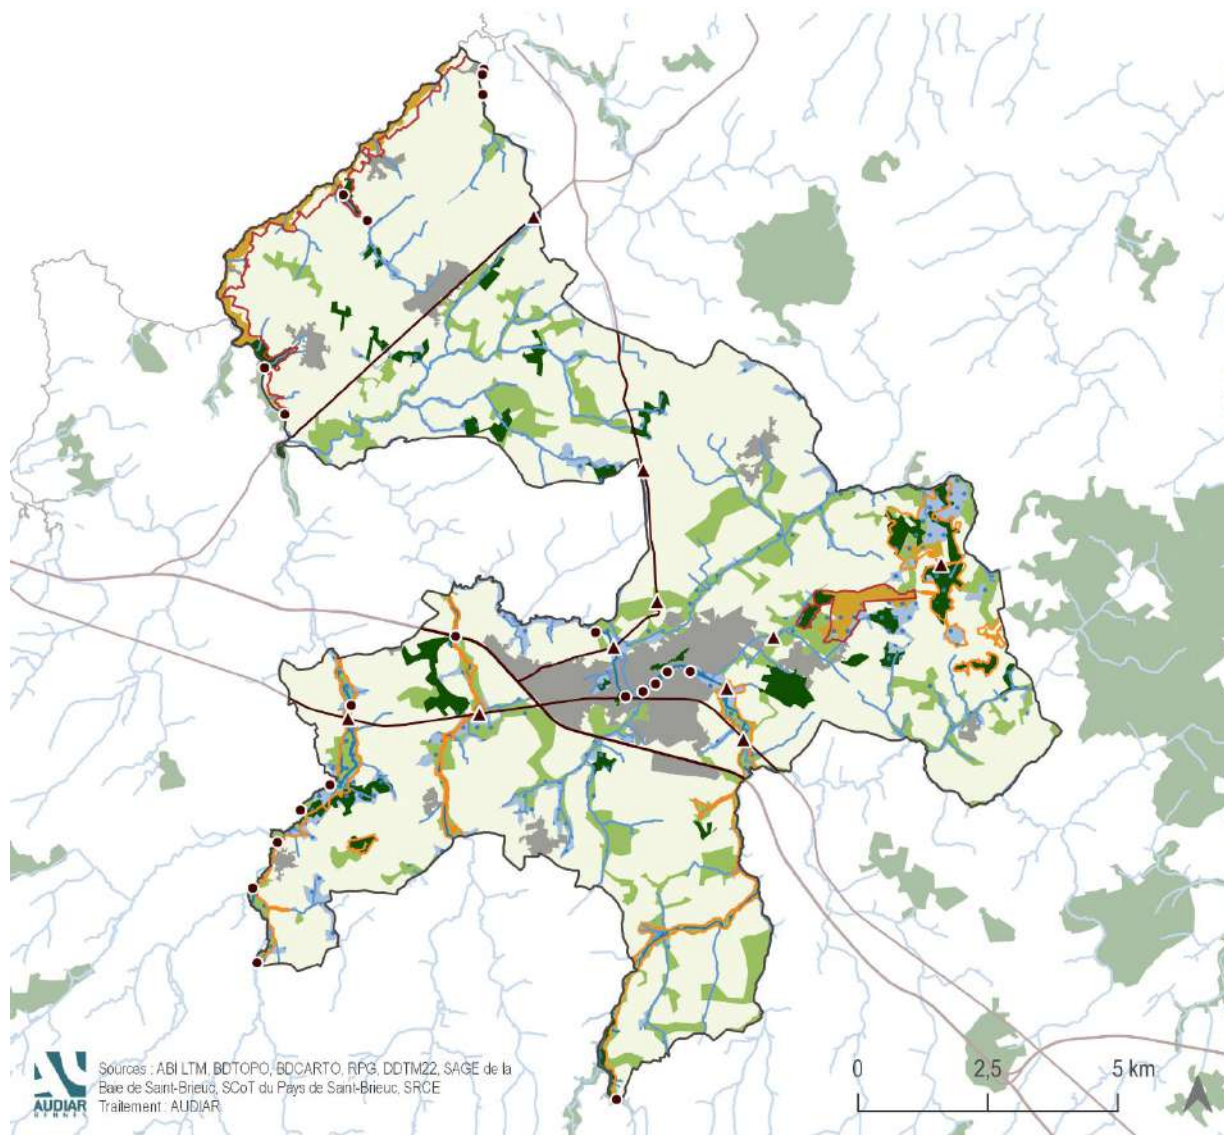 Sources : ABI LTM, BDTOPO, BDCARTO, RPG, DDTM22, SAGE de la
Baie de Saint-Brieuc, SCoT du Pays de Saint-Brieuc, SRCE
Traitement : AUDIAR
AUDIAR
RENNES
0 2,5 5 km